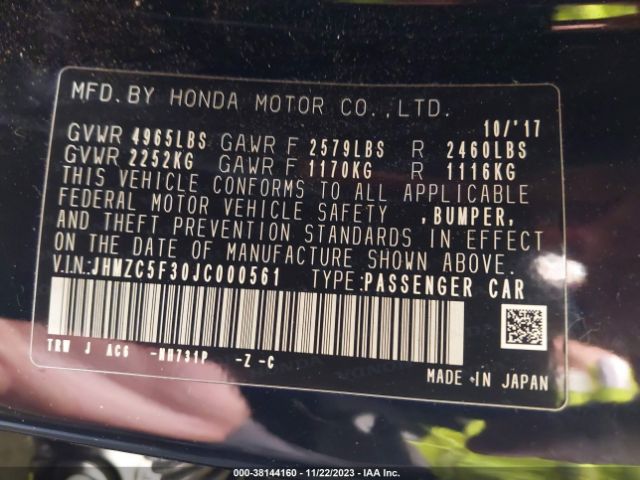 MFD.BY HONDA MOTOR CO.,LTD.
10/'17
GVWR 4965LBS GAWR F 2579LBS R 2460LBS
GVWR 2252KG GAWR F 1170KG R 1116KG
THIS VEHICLE CONFORMS TO ALL APPLICABLE
FEDERAL MOTOR VEHICLE SAFETY ,BUMPER,
AND THEFT PREVENTION STANDARDS IN EFFECT
ON THE DATE OF MANUFACTURE SHOWN ABOVE.
V.I.N:JHMZC5F30JC000561 TYPE:PASSENGER CAR
TRW J AC6 -NH731P -Z -C
MADE IN JAPAN
000-38144160 - 11/22/2023 - IAA Inc.